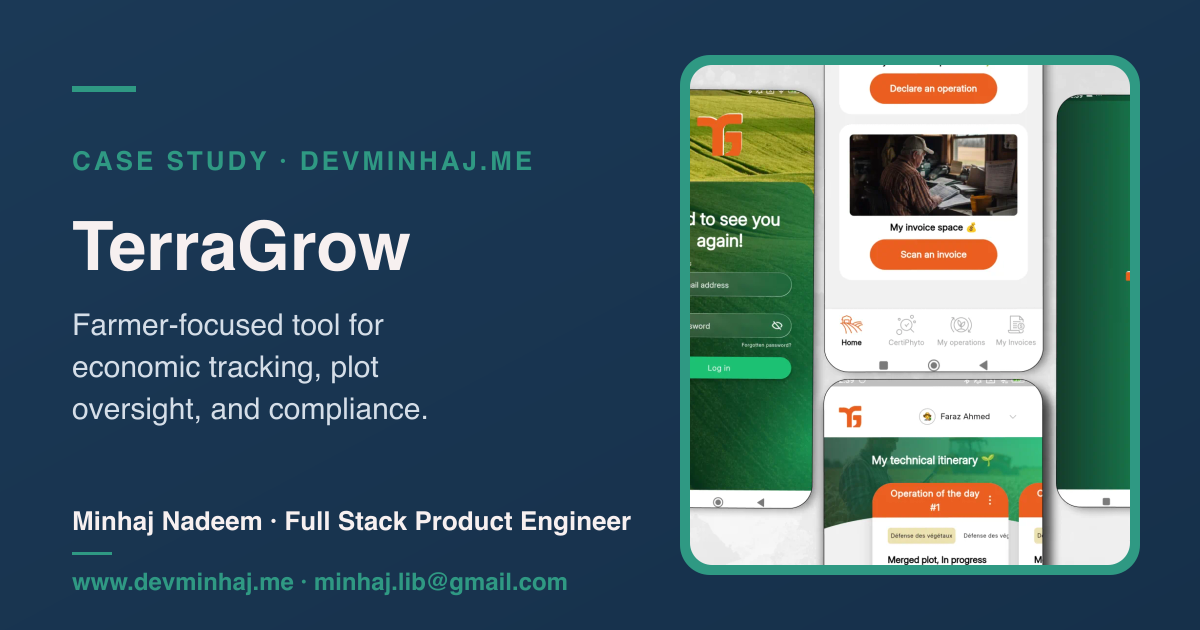 CASE STUDY · DEVMINHAJ.ME
TerraGrow
Farmer-focused tool for
economic tracking, plot
oversight, and compliance.
Minhaj Nadeem · Full Stack Product Engineer
www.devminhaj.me · minhaj.lib@gmail.com
TG
to see you
again!
address
Forgotten password?
Log in
Declare an operation
My invoice space
Scan an invoice
Home
CertiPhyto
My operations
My Invoices
TG
Faraz Ahmed
My technical itinerary
Operation of the day
#1
Défense des végétaux
Défense des
Merged plot, In progress